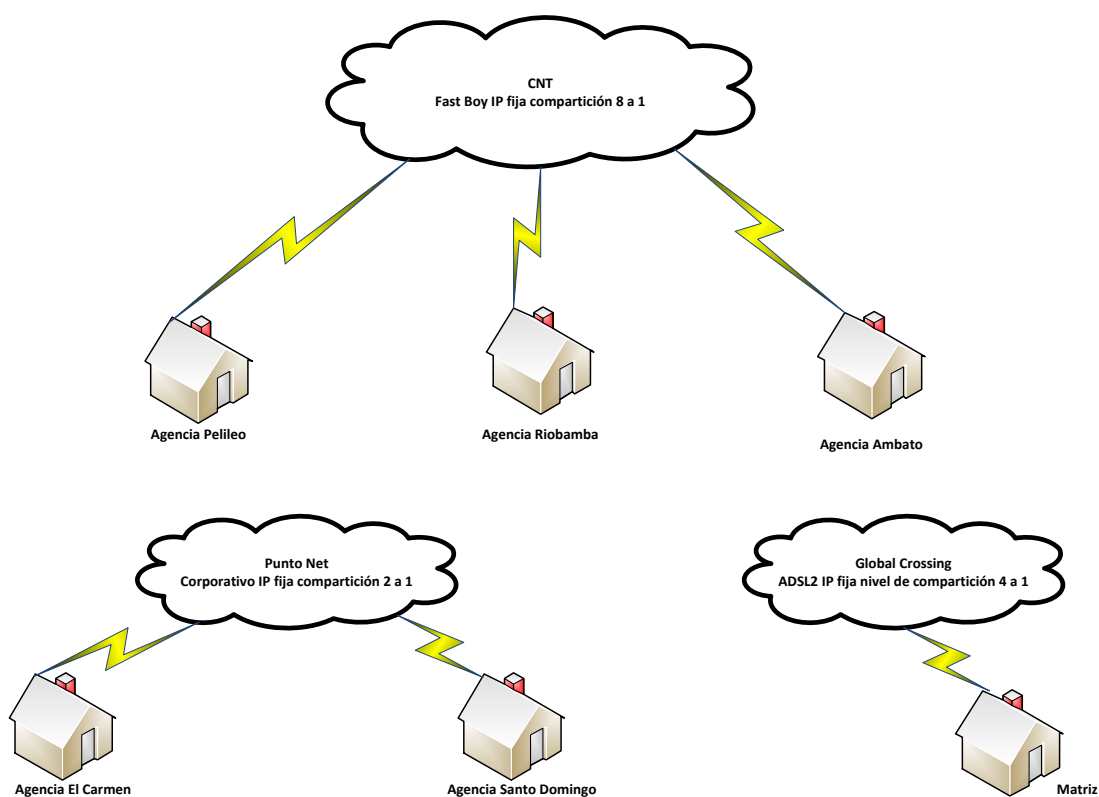 CNT
Fast Boy IP fija compartición 8 a 1
Agencia Pelileo
Agencia Riobamba
Agencia Ambato
Punto Net
Corporativo IP fija compartición 2 a 1
Global Crossing
ADSL2 IP fija nivel de compartición 4 a 1
Agencia El Carmen
Agencia Santo Domingo
Matriz